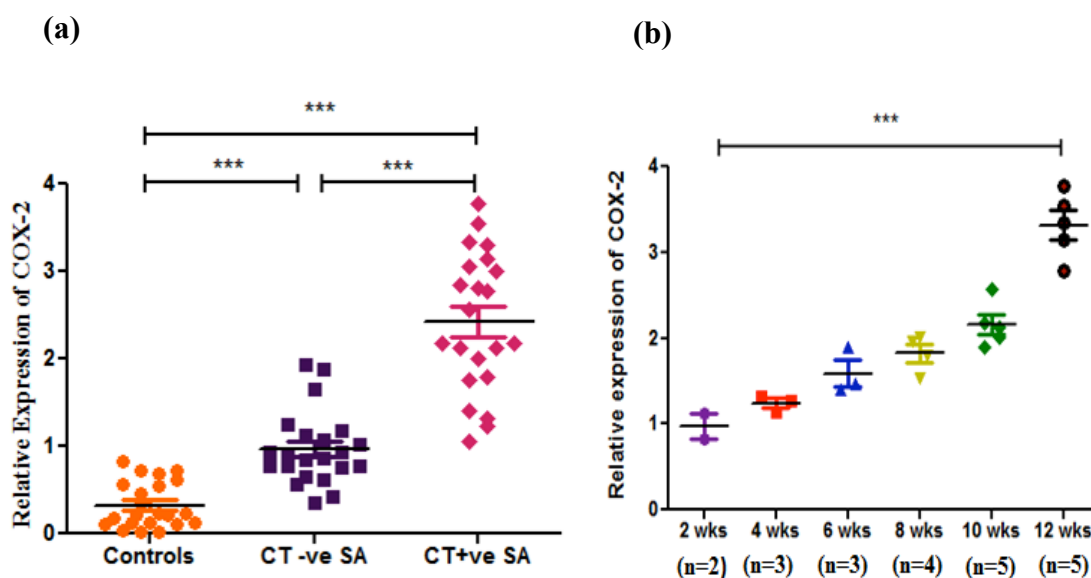 (a)
***
***
***
Relative Expression of COX-2
4
3
2
1
0
Controls
CT -ve SA
CT+ve SA
(b)
***
Relative expression of COX-2
4
3
2
1
0
2 wks
4 wks
6 wks
8 wks
10 wks
12 wks
(n=2)
(n=3)
(n=3)
(n=4)
(n=5)
(n=5)